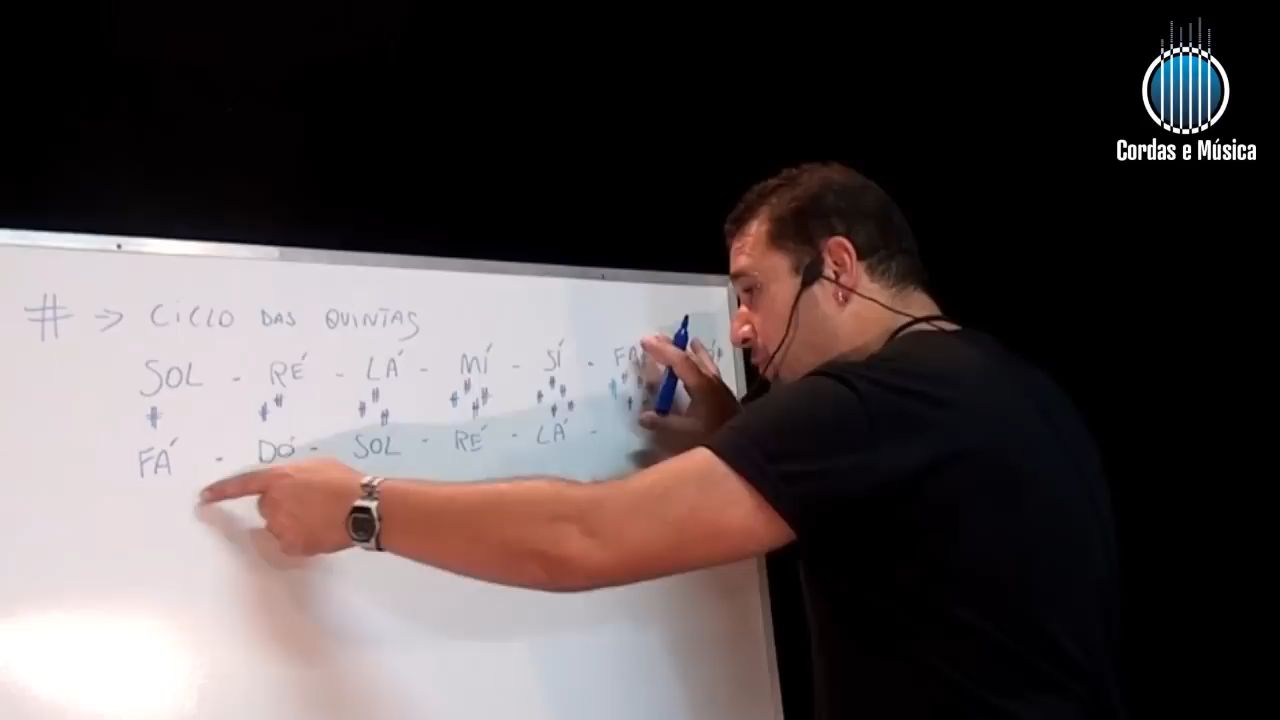 Cordas e Música
# → CICLO DAS QUINTAS
SOL - RÉ - LÁ - MÍ - SÍ - FÁ
# ## ### #### #####
FÁ - DÓ - SOL - RÉ - LÁ -